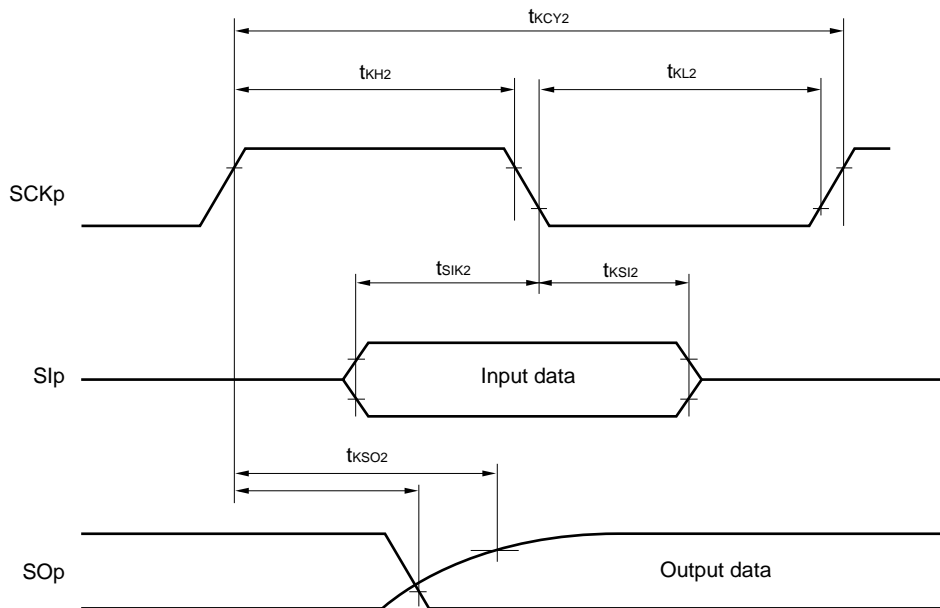 tKCY2
tKH2
tKL2
SCKp
tSIK2
tKSI2
SIp
Input data
tKSO2
SOp
Output data